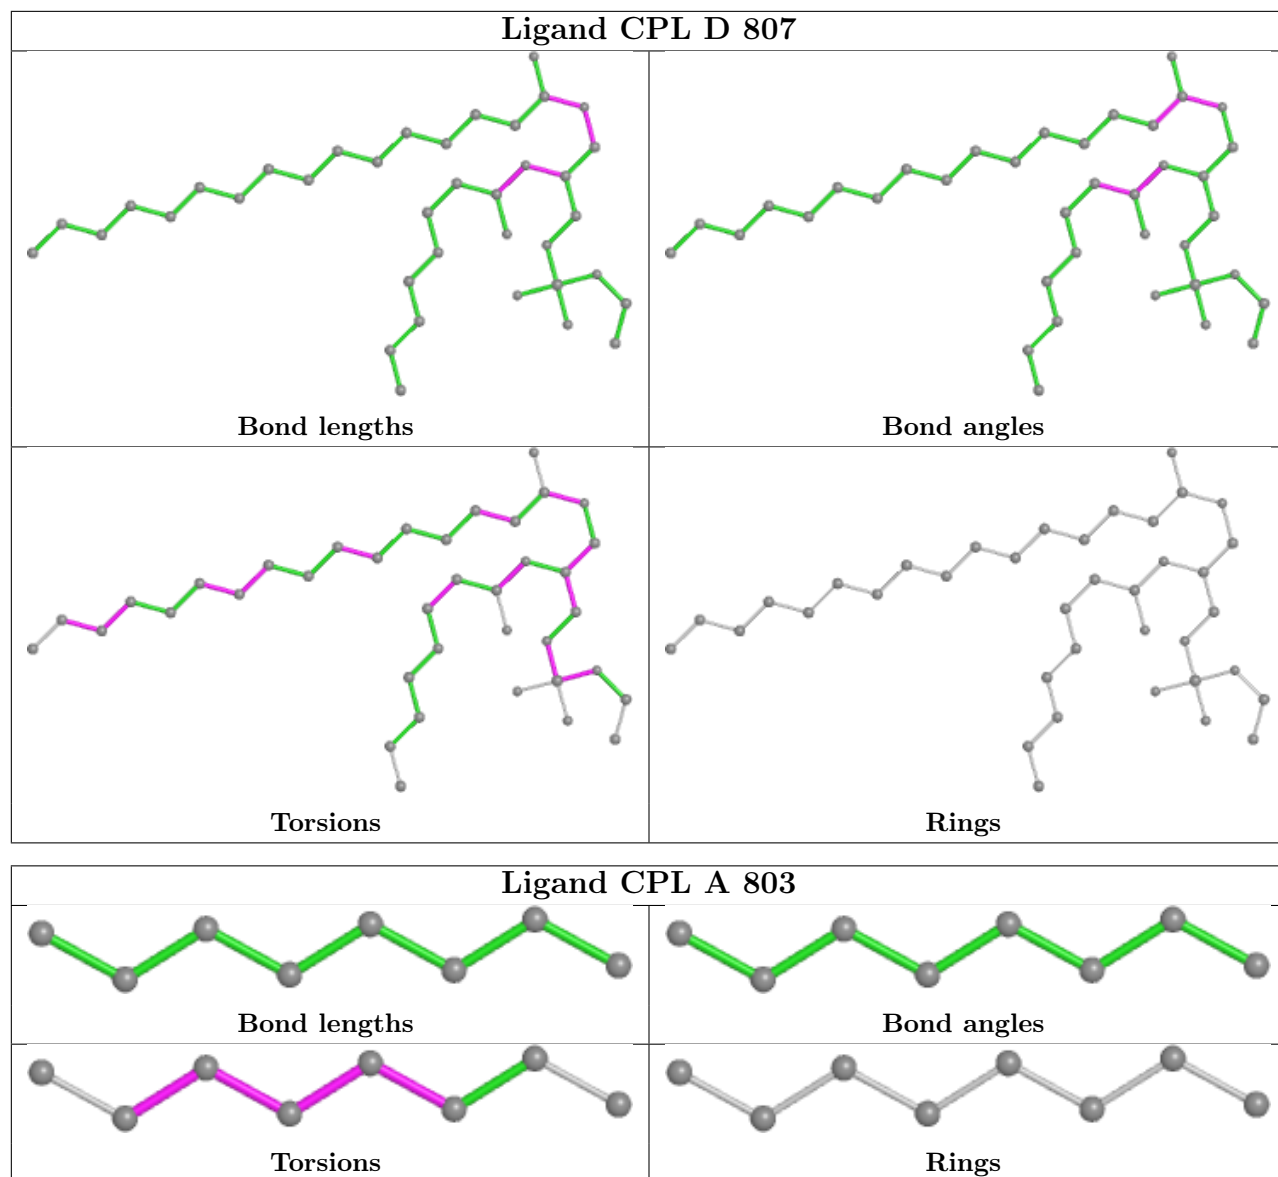 Ligand CPL D 807
Bond lengths
Bond angles
Torsions
Rings
Ligand CPL A 803
Bond lengths
Bond angles
Torsions
Rings